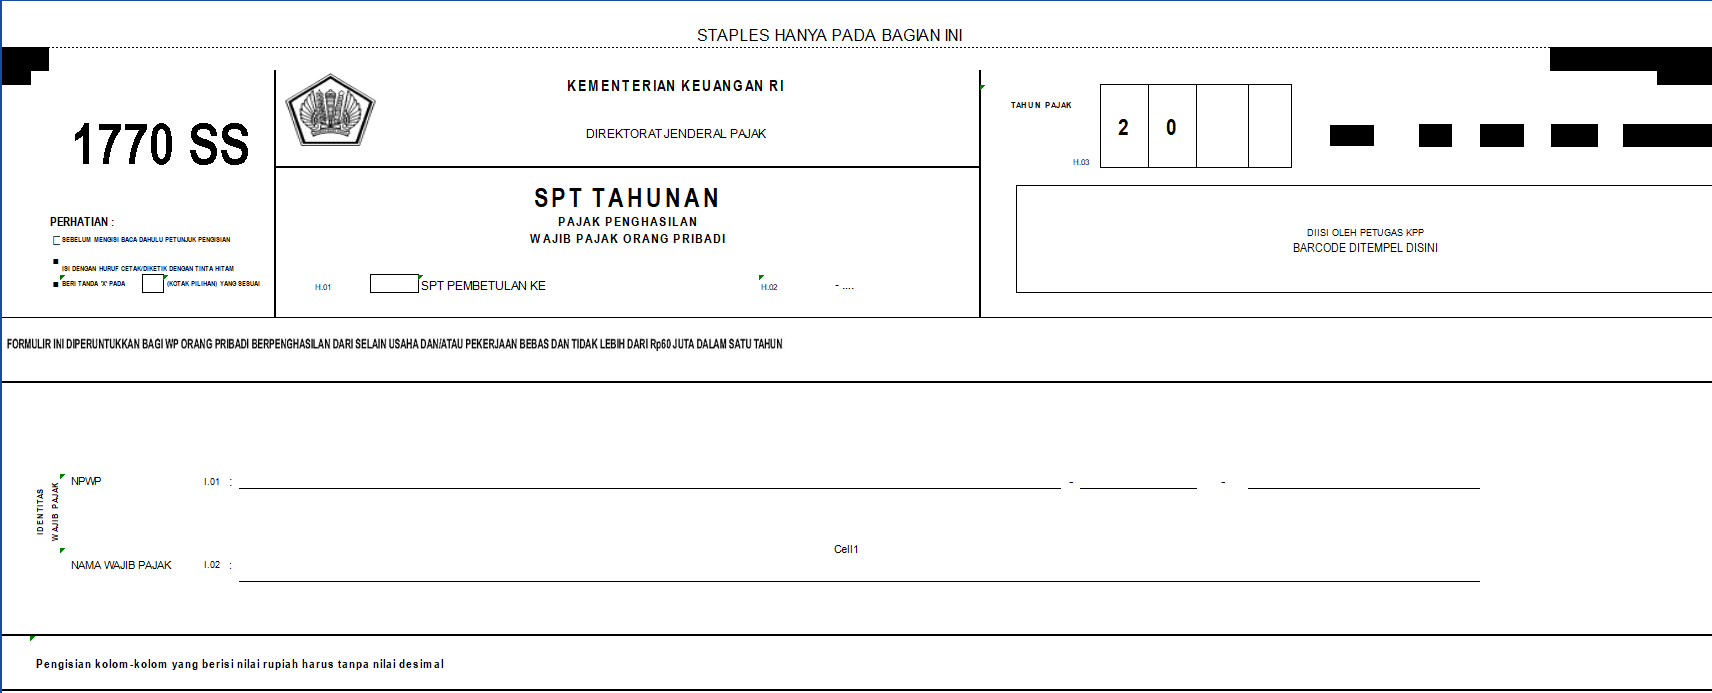 STAPLES HANYA PADA BAGIAN INI
1770 SS
PERHATIAN :
SEBELUM MENGISI BACA DAHULU PETUNJUK PENGISIAN
ISI DENGAN HURUF CETAK/DIKETIK DENGAN TINTA HITAM
BERI TANDA 'X' PADA (KOTAK PILIHAN) YANG SESUAI
KEMENTERIAN KEUANGAN RI
DIREKTORAT JENDERAL PAJAK
SPT TAHUNAN
PAJAK PENGHASILAN
WAJIB PAJAK ORANG PRIBADI
H.01 SPT PEMBETULAN KE H.02 - ....
TAHUN PAJAK 2 0
H.03
DIISI OLEH PETUGAS KPP
BARCODE DITEMPEL DISINI
FORMULIR INI DIPERUNTUKKAN BAGI WP ORANG PRIBADI BERPENGHASILAN DARI SELAIN USAHA DAN/ATAU PEKERJAAN BEBAS DAN TIDAK LEBIH DARI Rp60 JUTA DALAM SATU TAHUN
IDENTITAS
WAJIB PAJAK
NPWP I.01 : - -
Cell1
NAMA WAJIB PAJAK I.02 :
Pengisian kolom-kolom yang berisi nilai rupiah harus tanpa nilai desimal